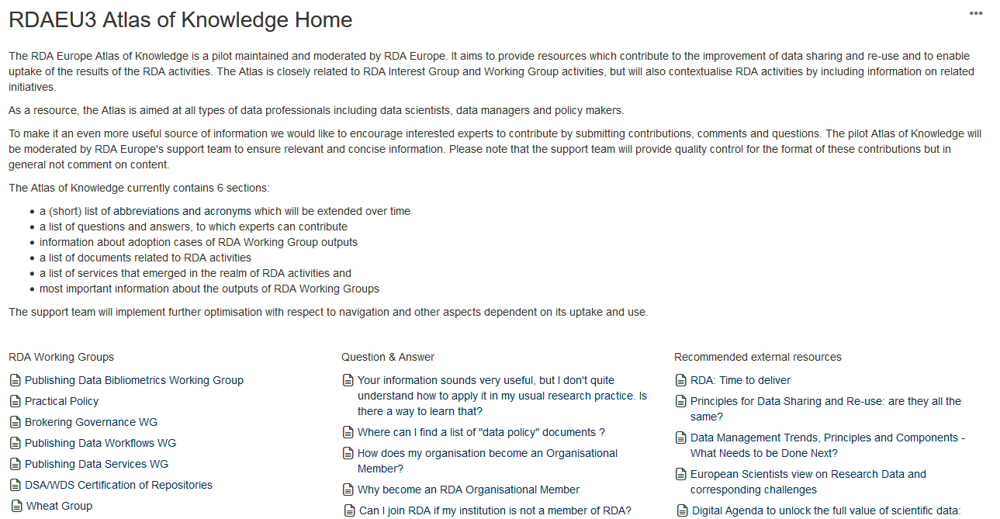 RDAEU3 Atlas of Knowledge Home
The RDA Europe Atlas of Knowledge is a pilot maintained and moderated by RDA Europe. It aims to provide resources which contribute to the improvement of data sharing and re-use and to enable
uptake of the results of the RDA activities. The Atlas is closely related to RDA Interest Group and Working Group activities, but will also contextualise RDA activities by including information on related
initiatives.
As a resource, the Atlas is aimed at all types of data professionals including data scientists, data managers and policy makers.
To make it an even more useful source of information we would like to encourage interested experts to contribute by submitting contributions, comments and questions. The pilot Atlas of Knowledge will
be moderated by RDA Europe's support team to ensure relevant and concise information. Please note that the support team will provide quality control for the format of these contributions but in
general not comment on content.
The Atlas of Knowledge currently contains 6 sections:
• a (short) list of abbreviations and acronyms which will be extended over time
• a list of questions and answers, to which experts can contribute
• information about adoption cases of RDA Working Group outputs
• a list of documents related to RDA activities
• a list of services that emerged in the realm of RDA activities and
• most important information about the outputs of RDA Working Groups
The support team will implement further optimisation with respect to navigation and other aspects dependent on its uptake and use.
RDA Working Groups
Publishing Data Bibliometrics Working Group
Practical Policy
Brokering Governance WG
Publishing Data Workflows WG
Publishing Data Services WG
DSA/WDS Certification of Repositories
Wheat Group
Question & Answer
Your information sounds very useful, but I don't quite
understand how to apply it in my usual research practice. Is
there a way to learn that?
Where can I find a list of "data policy" documents ?
How does my organisation become an Organisational
Member?
Why become an RDA Organisational Member
Can I join RDA if my institution is not a member of RDA?
Recommended external resources
RDA: Time to deliver
Principles for Data Sharing and Re-use: are they all the
same?
Data Management Trends, Principles and Components -
What Needs to be Done Next?
European Scientists view on Research Data and
corresponding challenges
Digital Agenda to unlock the full value of scientific data: